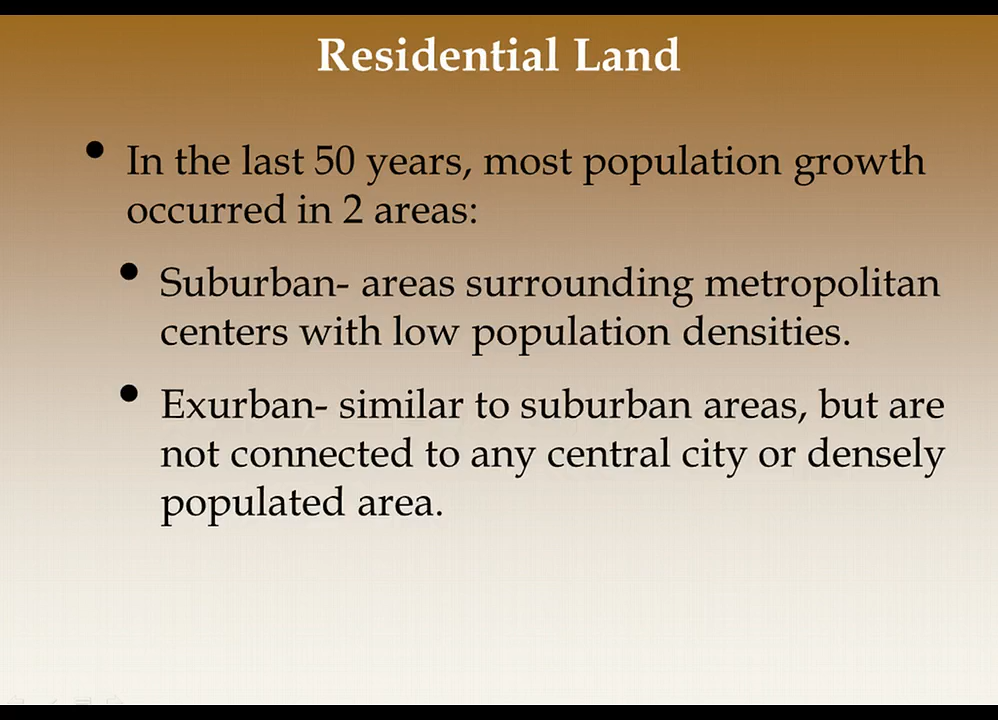 Residential Land
• In the last 50 years, most population growth
occurred in 2 areas:
• Suburban- areas surrounding metropolitan
centers with low population densities.
• Exurban- similar to suburban areas, but are
not connected to any central city or densely
populated area.